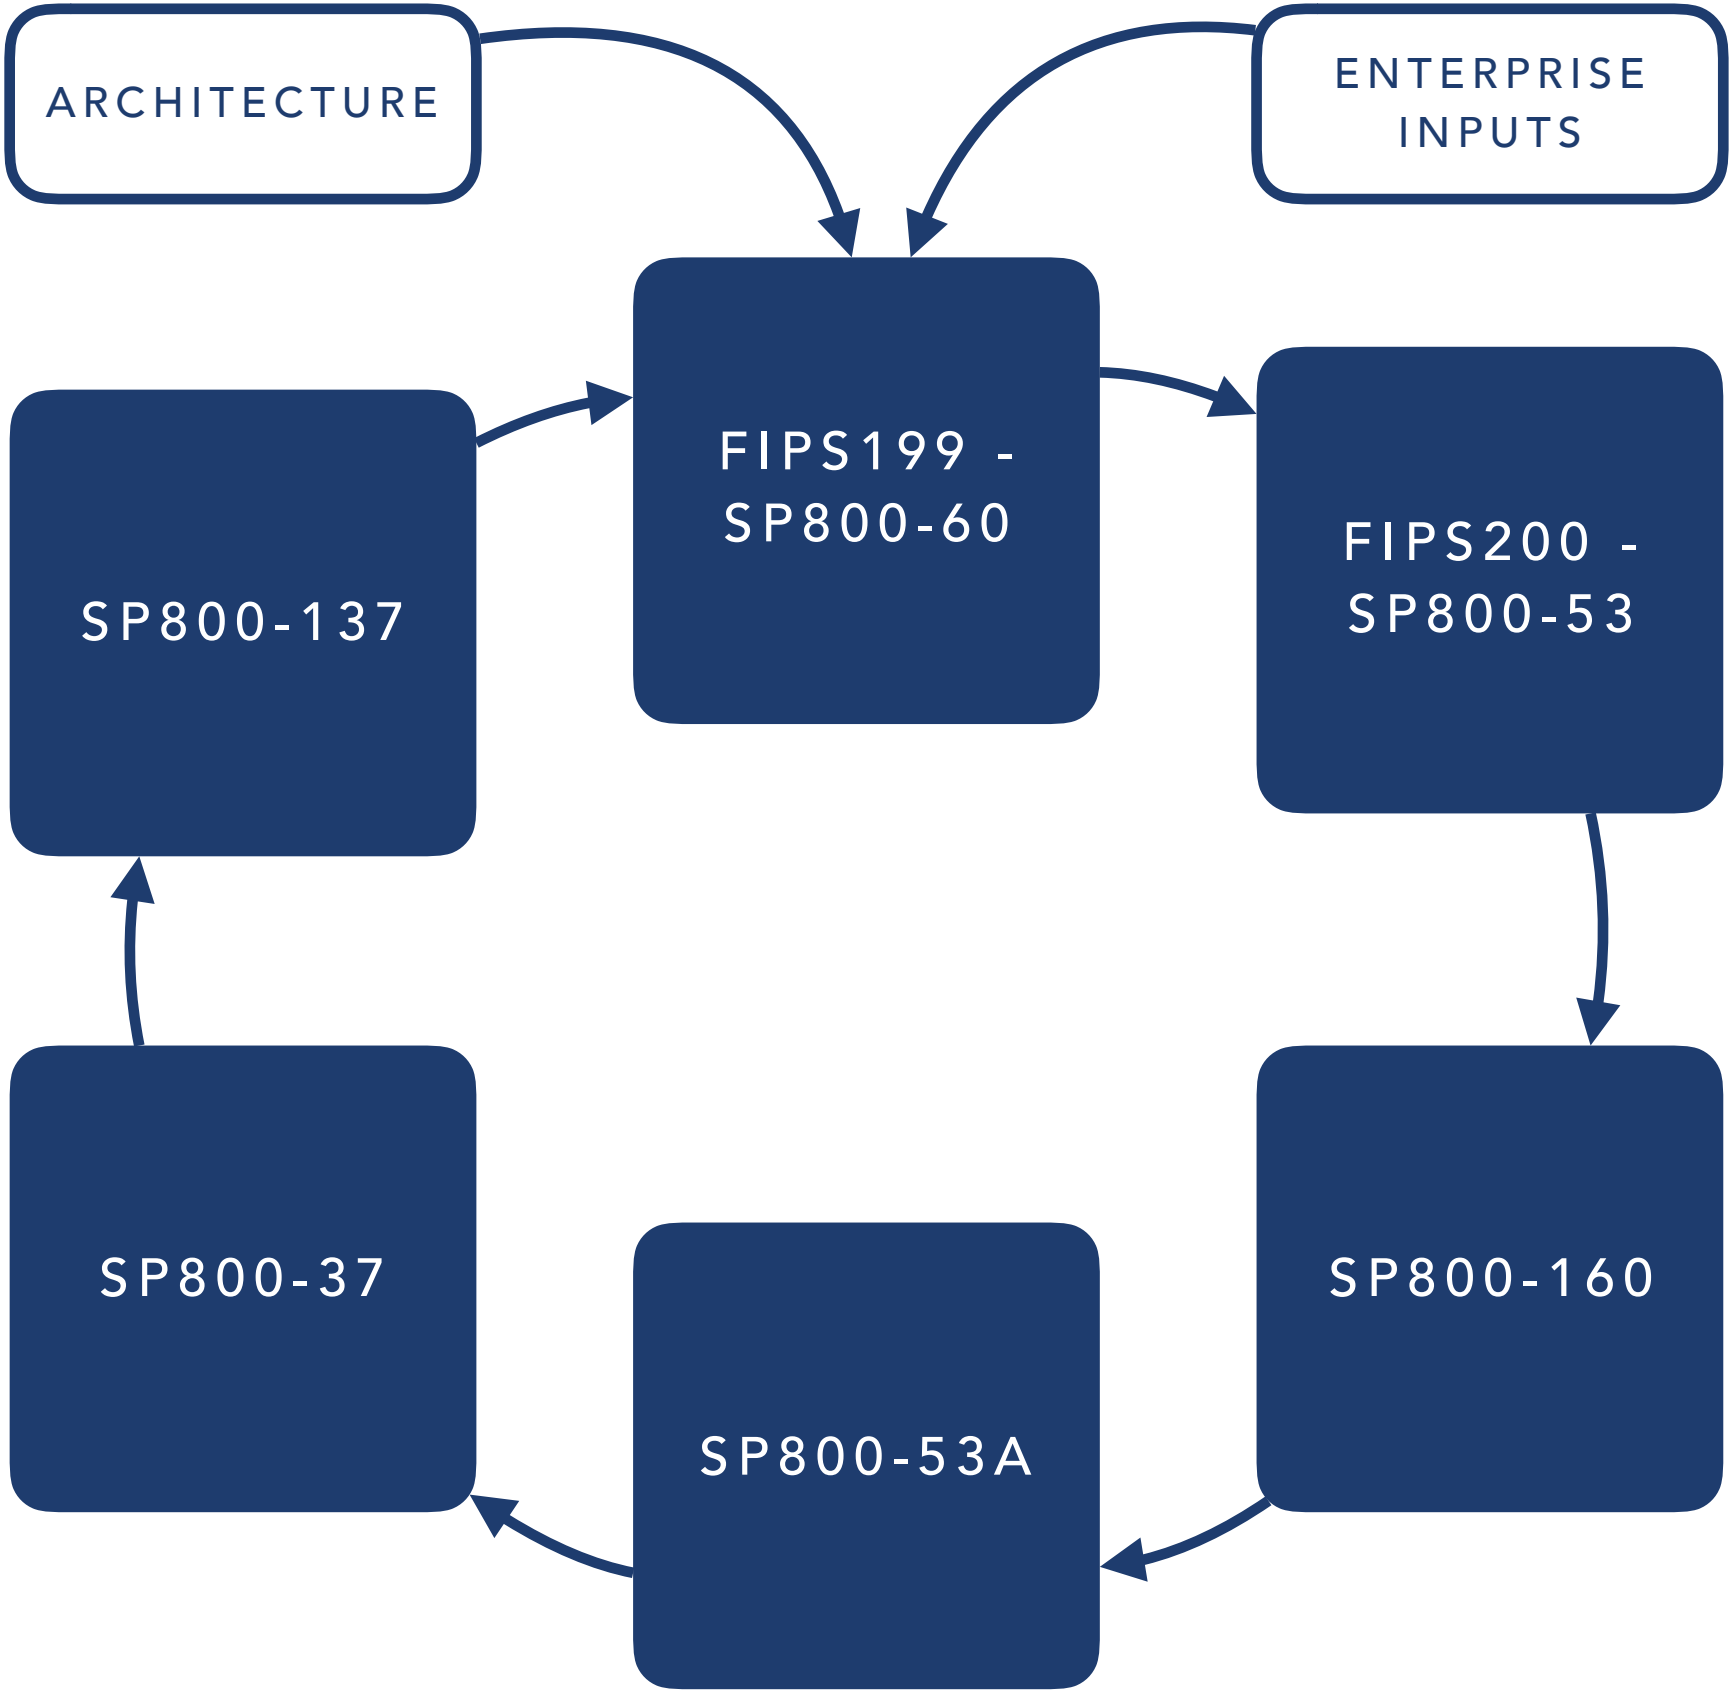 ARCHITECTURE
ENTERPRISE
INPUTS
FIPS199 -
SP800-60
FIPS200 -
SP800-53
SP800-137
SP800-37
SP800-160
SP800-53A